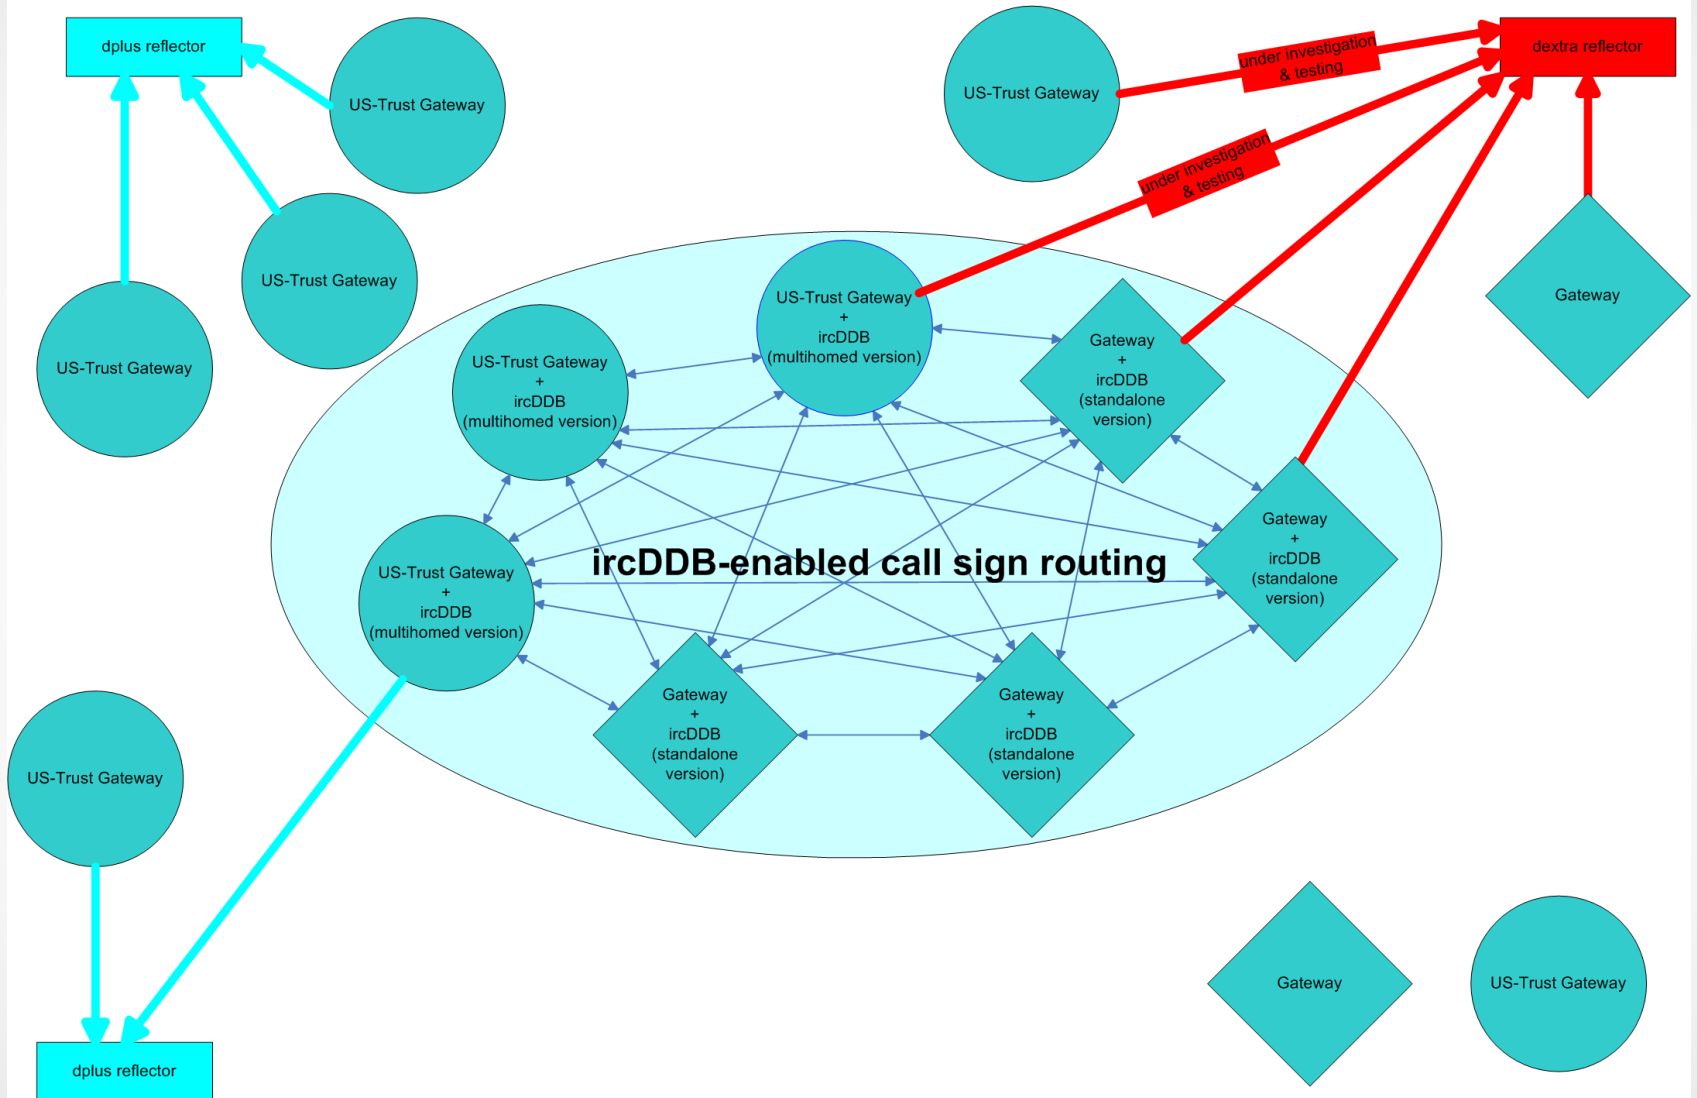 dplus reflector
US-Trust Gateway
US-Trust Gateway
US-Trust Gateway
US-Trust Gateway
under investigation
& testing
dextra reflector
under investigation
& testing
Gateway
US-Trust Gateway
+
ircDDB
(multihomed version)
US-Trust Gateway
+
ircDDB
(multihomed version)
Gateway
+
ircDDB
(standalone
version)
ircDDB-enabled call sign routing
US-Trust Gateway
+
ircDDB
(multihomed version)
Gateway
+
ircDDB
(standalone
version)
Gateway
+
ircDDB
(standalone
version)
Gateway
+
ircDDB
(standalone
version)
US-Trust Gateway
dplus reflector
Gateway
US-Trust Gateway